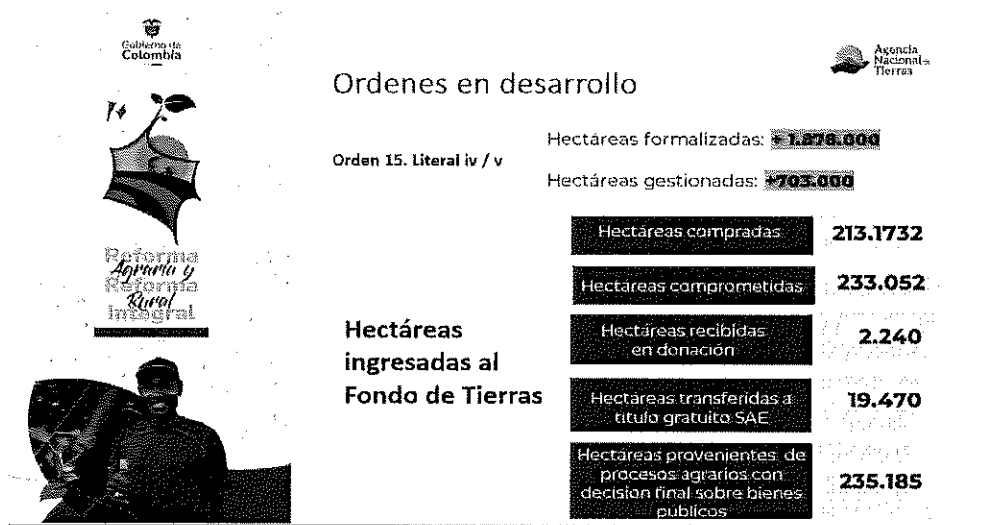 Gobierno de
Colombia
Reforma
Agraria y
Reforma
Rural
Integral
Agencia
Nacional de
Tierras
Ordenes en desarrollo
Orden 15. Literal iv / v
Hectáreas formalizadas: + 1.878.000
Hectáreas gestionadas: +703.000
Hectáreas
ingresadas al
Fondo de Tierras
Hectáreas compradas 213.1732
Hectáreas comprometidas 233.052
Hectáreas recibidas
en donación 2.240
Hectáreas transferidas a
titulo gratuito SAE 19.470
Hectáreas provenientes de
procesos agrarios con
decision final sobre bienes
públicos 235.185